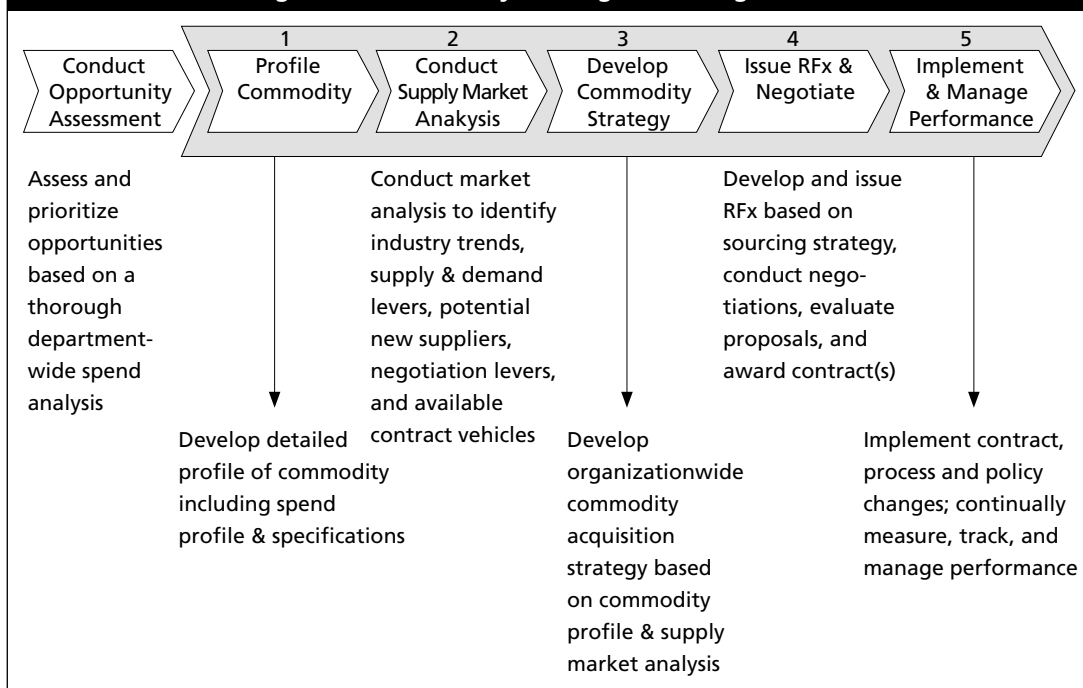 1
2
3
4
5
Conduct
Opportunity
Assessment
Profile
Commodity
Conduct
Supply Market
Anakysis
Develop
Commodity
Strategy
Issue RFx &
Negotiate
Implement
& Manage
Performance
Assess and
prioritize
opportunities
based on a
thorough
department-
wide spend
analysis
Develop detailed
profile of commodity
including spend
profile & specifications
Conduct market
analysis to identify
industry trends,
supply & demand
levers, potential
new suppliers,
negotiation levers,
and available
contract vehicles
Develop
organizationwide
commodity
acquisition
strategy based
on commodity
profile & supply
market analysis
Develop and issue
RFx based on
sourcing strategy,
conduct nego-
tiations, evaluate
proposals, and
award contract(s)
Implement contract,
process and policy
changes; continually
measure, track, and
manage performance